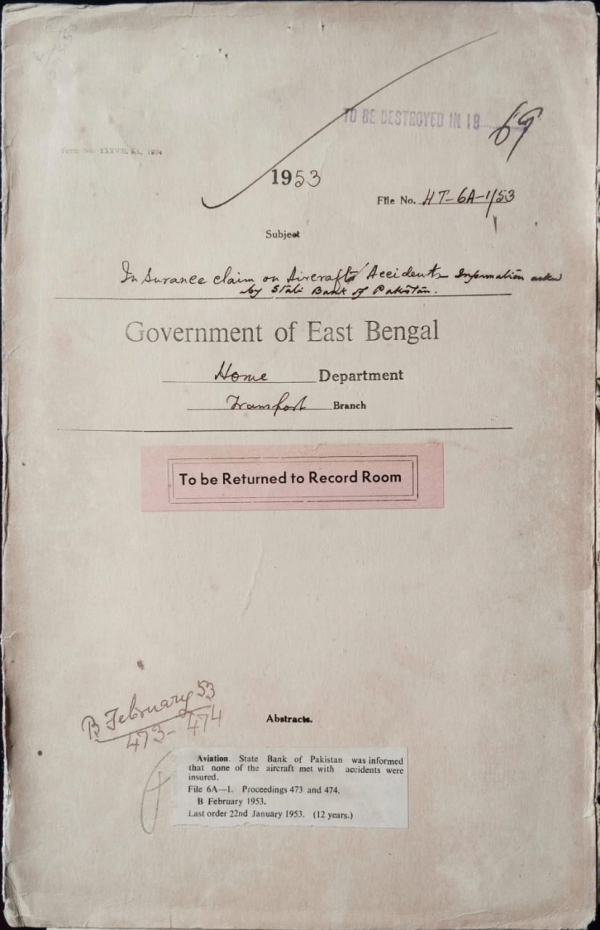 TO BE DESTROYED IN 19 69
Form No. XXXVII
1953
File No. HT-6A-1/53
Subject
Insurance claim on Aircrafts' Accidents Information asked
by State Bank of Pakistan.
Government of East Bengal
Home Department
Transport Branch
To be Returned to Record Room
B February 53
473-474
Abstracts.
Aviation. State Bank of Pakistan was informed
that none of the aircraft met with accidents were
insured.
File 6A—1. Proceedings 473 and 474.
B February 1953.
Last order 22nd January 1953. (12 years.)